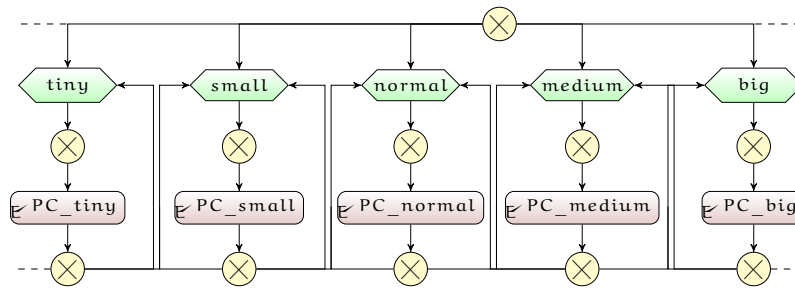 tiny small normal medium big
E PC_tiny E PC_small E PC_normal E PC_medium E PC_big